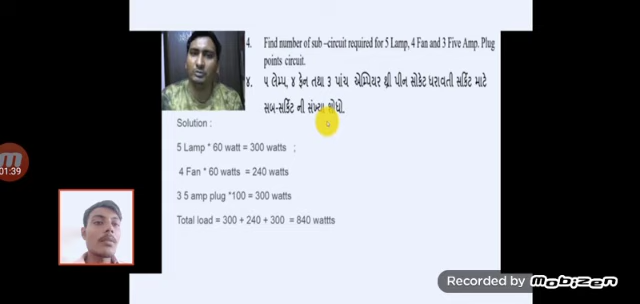 4. Find number of sub –circuit required for 5 Lamp, 4 Fan and 3 Five Amp. Plug
points circuit.
૪. ૫ લેમ્પ, ૪ ફેન તથા ૩ પાંચ એમ્પિયર થ્રી પીન સોકેટ ધરાવતી સર્કિટ માટે
સબ-સર્કિટ ની સંખ્યા શોધો.
Solution :
5 Lamp * 60 watt = 300 watts ;
4 Fan * 60 watts = 240 watts
3 5 amp plug *100 = 300 watts
Total load = 300 + 240 + 300 = 840 wattts
01:39
Recorded by Mobizen